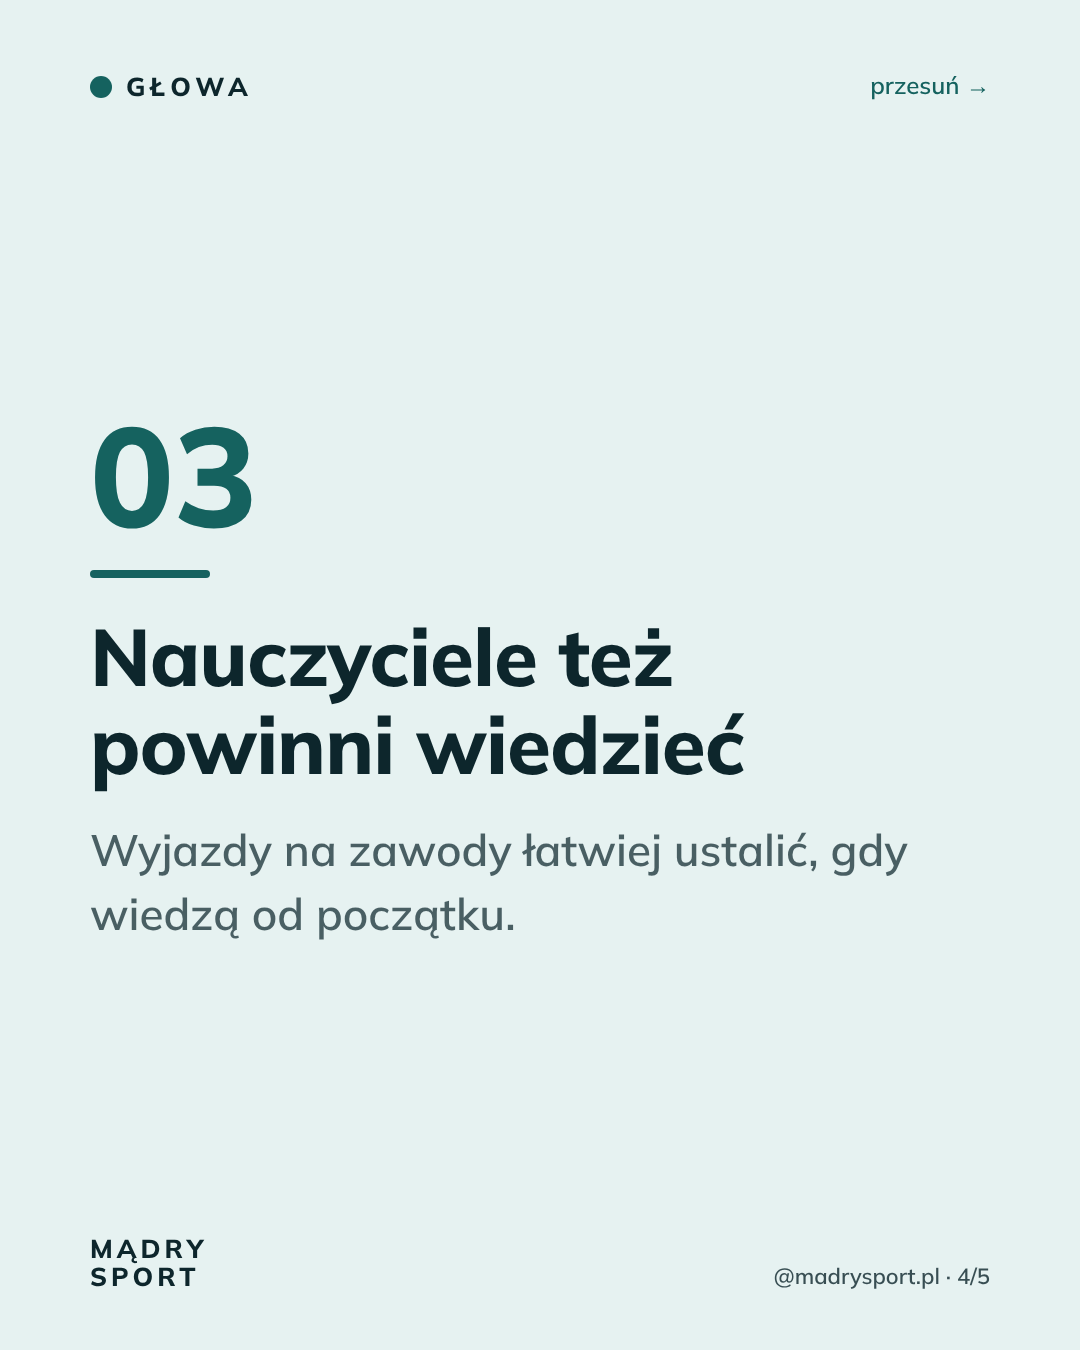 GŁOWA
przesuń →
03
Nauczyciele też
powinni wiedzieć
Wyjazdy na zawody łatwiej ustalić, gdy
wiedzą od początku.
MĄDRY
SPORT
@madrysport.pl · 4/5